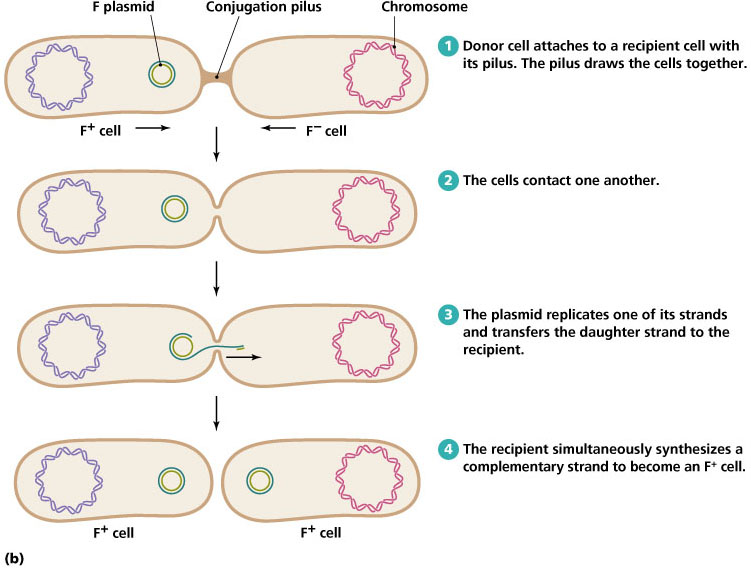 F plasmid
Conjugation pilus
Chromosome
1 Donor cell attaches to a recipient cell with
its pilus. The pilus draws the cells together.
F+ cell
F– cell
2 The cells contact one another.
3 The plasmid replicates one of its strands
and transfers the daughter strand to the
recipient.
4 The recipient simultaneously synthesizes a
complementary strand to become an F+ cell.
F+ cell
F+ cell
(b)